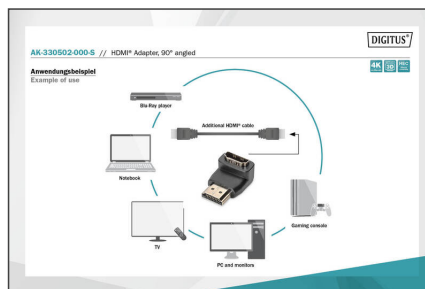 DIGITUS®
AK-330502-000-S // HDMI® Adapter, 90° angled
4K
3D
HEC
Anwendungsbeispiel
Example of use
Blu Ray player
Additional HDMI® cable
Notebook
Gaming console
TV
PC and monitors